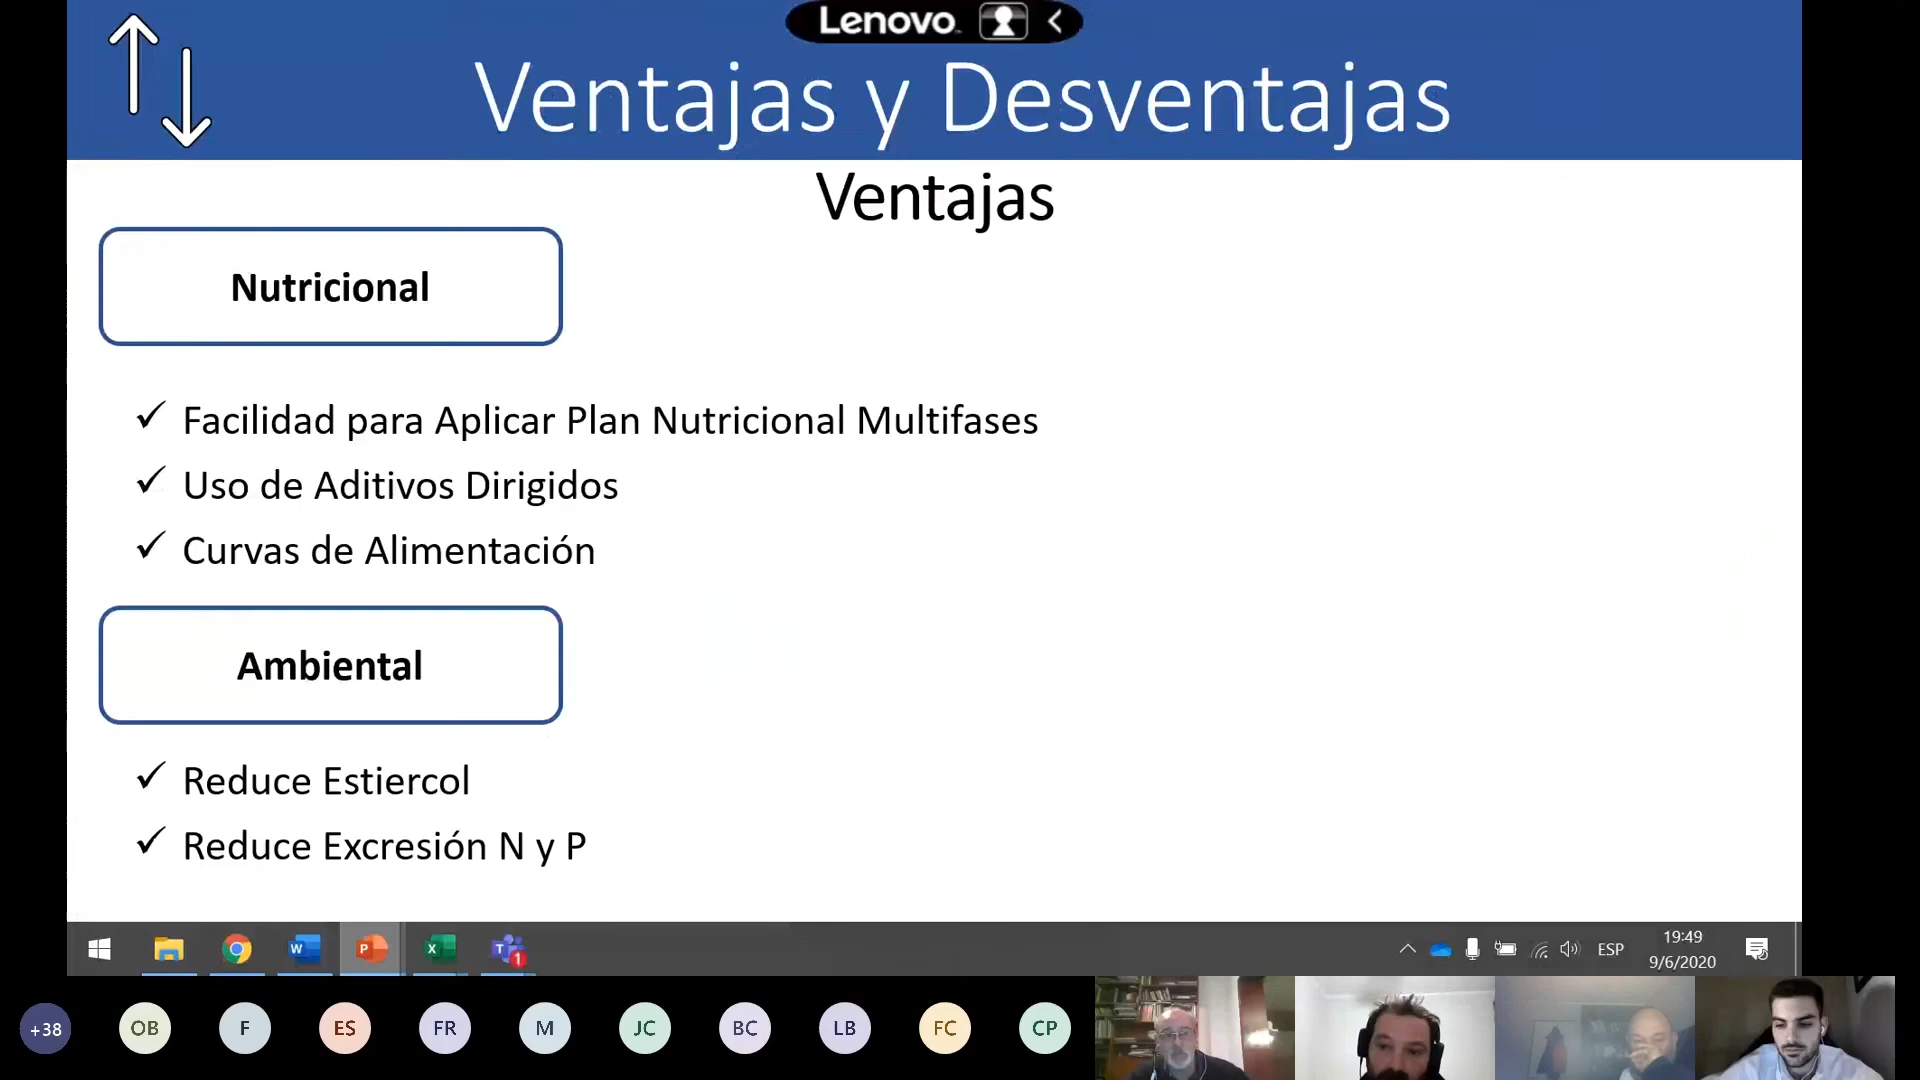 Lenovo
Ventajas y Desventajas
Ventajas
Nutricional
Facilidad para Aplicar Plan Nutricional Multifases
Uso de Aditivos Dirigidos
Curvas de Alimentación
Ambiental
Reduce Estiercol
Reduce Excresión N y P
W P X T 1
ESP
19:49
9/6/2020
+38 OB F ES FR M JC BC LB FC CP